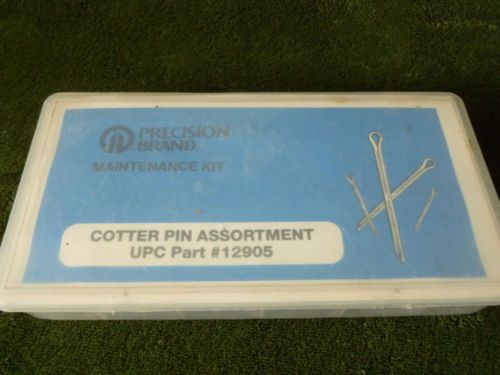 PRECISION
BRAND®
MAINTENANCE KIT
COTTER PIN ASSORTMENT
UPC Part #12905